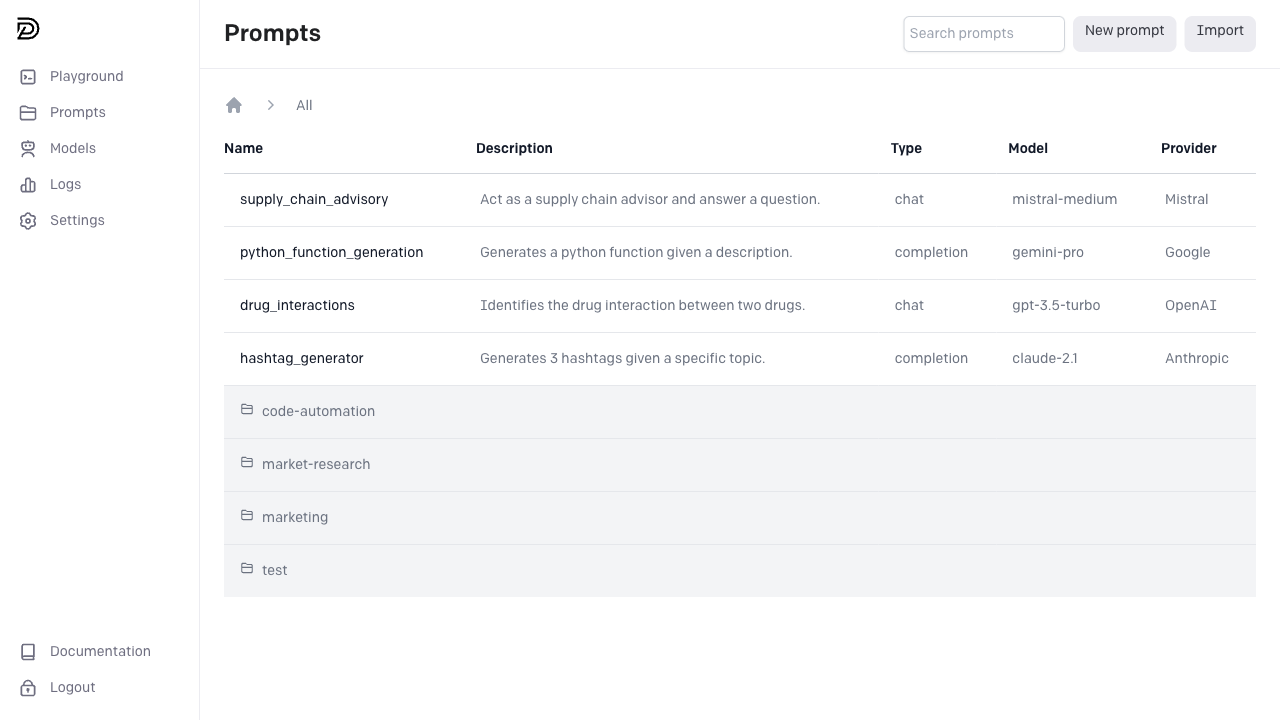 Prompts
Search prompts
New prompt
Import
Playground
Prompts
Models
Logs
Settings
Documentation
Logout
All
Name Description Type Model Provider
supply_chain_advisory Act as a supply chain advisor and answer a question. chat mistral-medium Mistral
python_function_generation Generates a python function given a description. completion gemini-pro Google
drug_interactions Identifies the drug interaction between two drugs. chat gpt-3.5-turbo OpenAI
hashtag_generator Generates 3 hashtags given a specific topic. completion claude-2.1 Anthropic
code-automation
market-research
marketing
test